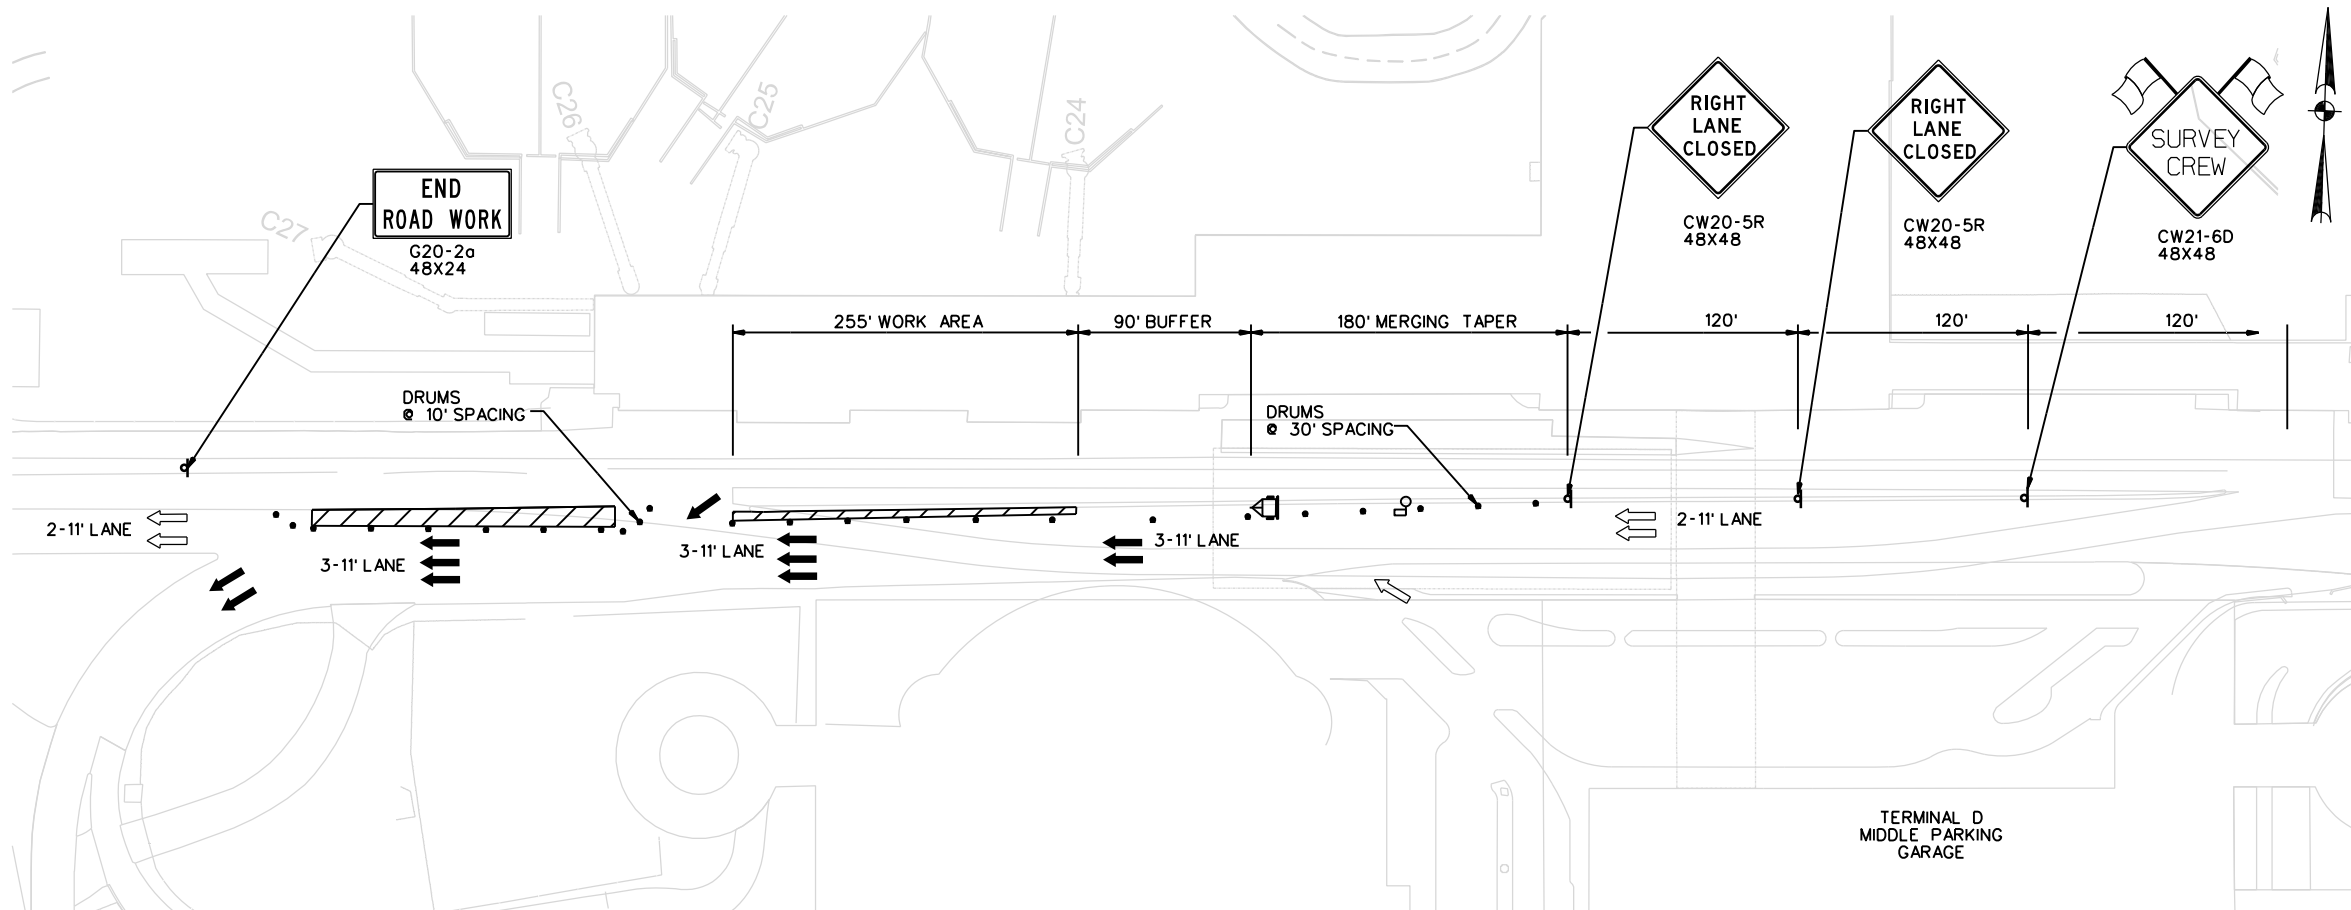 RIGHT
LANE
CLOSED
CW20-5R
48X48
RIGHT
LANE
CLOSED
CW20-5R
48X48
SURVEY
CREW
CW21-6D
48X48
C26
C25
C24
C27
END
ROAD WORK
G20-2a
48X24
255' WORK AREA
90' BUFFER
180' MERGING TAPER
120'
120'
120'
DRUMS
@ 10' SPACING
DRUMS
@ 30' SPACING
2-11' LANE
3-11' LANE
3-11' LANE
3-11' LANE
2-11' LANE
TERMINAL D
MIDDLE PARKING
GARAGE